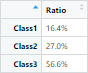 Ratio
Class1 16.4%
Class2 27.0%
Class3 56.6%